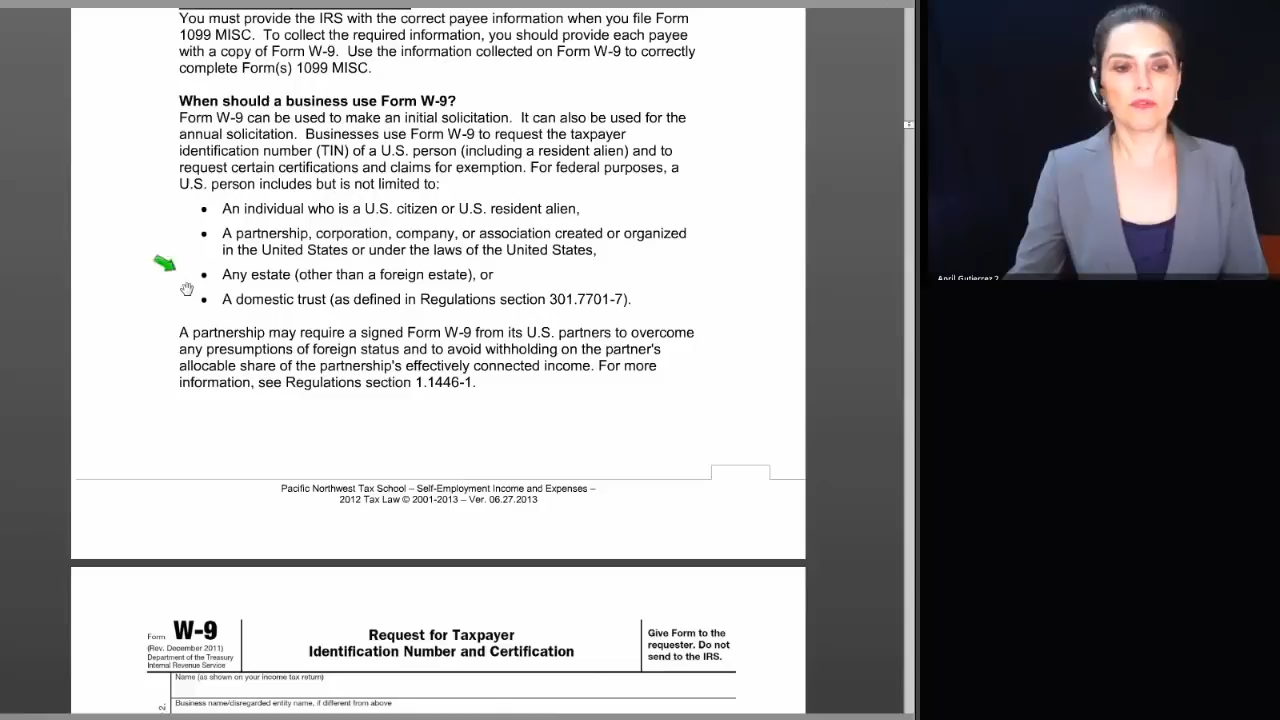 You must provide the IRS with the correct payee information when you file Form
1099 MISC.  To collect the required information, you should provide each payee
with a copy of Form W-9.  Use the information collected on Form W-9 to correctly
complete Form(s) 1099 MISC.
When should a business use Form W-9?
Form W-9 can be used to make an initial solicitation.  It can also be used for the
annual solicitation.  Businesses use Form W-9 to request the taxpayer
identification number (TIN) of a U.S. person (including a resident alien) and to
request certain certifications and claims for exemption. For federal purposes, a
U.S. person includes but is not limited to:
• An individual who is a U.S. citizen or U.S. resident alien,
• A partnership, corporation, company, or association created or organized
in the United States or under the laws of the United States,
• Any estate (other than a foreign estate), or
• A domestic trust (as defined in Regulations section 301.7701-7).
A partnership may require a signed Form W-9 from its U.S. partners to overcome
any presumptions of foreign status and to avoid withholding on the partner's
allocable share of the partnership's effectively connected income. For more
information, see Regulations section 1.1446-1.
Pacific Northwest Tax School – Self-Employment Income and Expenses –
2012 Tax Law © 2001-2013 – Ver. 06.27.2013
Form W-9
(Rev. December 2011)
Department of the Treasury
Internal Revenue Service
Request for Taxpayer
Identification Number and Certification
Give Form to the
requester. Do not
send to the IRS.
Name (as shown on your income tax return)
Business name/disregarded entity name, if different from above
2.
April Gutierrez 2